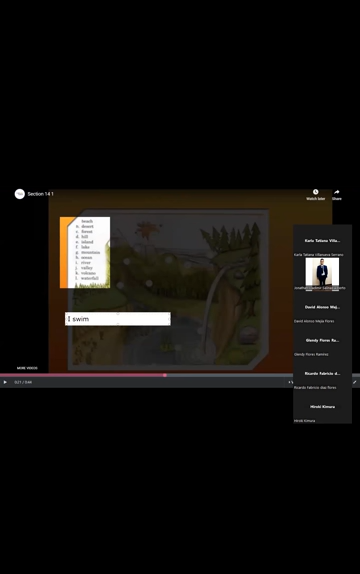 Section 14 1
Watch later
Share
beach
desert
forest
hill
island
lake
mountains
ocean
river
valley
volcano
waterfall
I swim
Karla Tatiana Villa...
Karla Tatiana Villanueva Serrano
David Alonso Mej...
David Alonso Mejia Flores
Glendy Flores Ra...
Glendy Flores Ramirez
Ricardo Fabricio d...
Ricardo Fabricio diaz flores
Hiroki Kimura
Hiroki Kimura
MORE VIDEOS